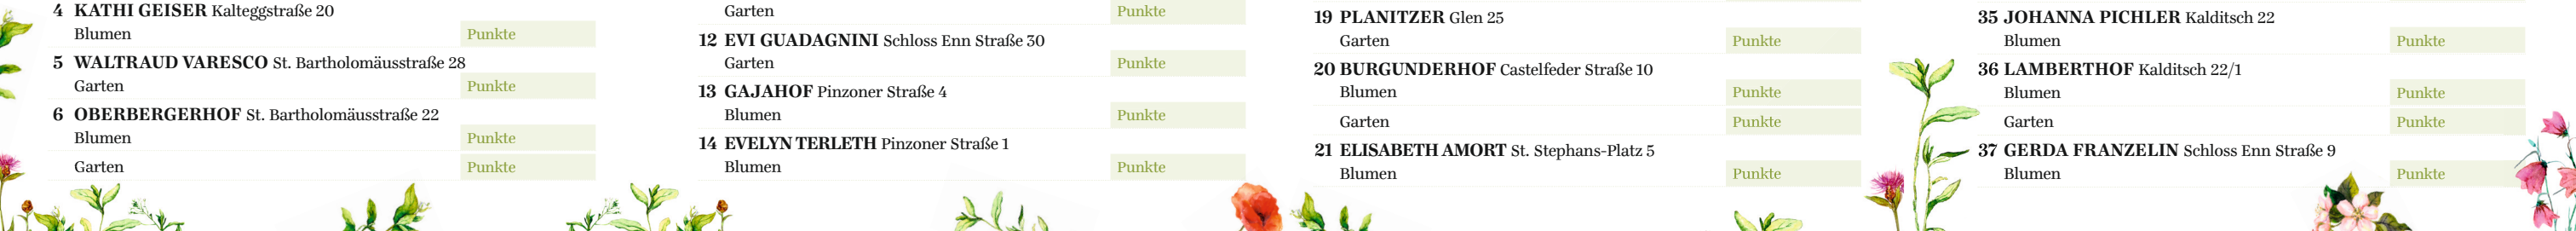 4 KATHI GEISER Kalteggstraße 20
Blumen Punkte
5 WALTRAUD VARESCO St. Bartholomäusstraße 28
Garten Punkte
6 OBERBERGERHOF St. Bartholomäusstraße 22
Blumen Punkte
Garten Punkte
Garten Punkte
12 EVI GUADAGNINI Schloss Enn Straße 30
Garten Punkte
13 GAJAHOF Pinzoner Straße 4
Blumen Punkte
14 EVELYN TERLETH Pinzoner Straße 1
Blumen Punkte
19 PLANITZER Glen 25
Garten Punkte
20 BURGUNDERHOF Castelfeder Straße 10
Blumen Punkte
Garten Punkte
21 ELISABETH AMORT St. Stephans-Platz 5
Blumen Punkte
35 JOHANNA PICHLER Kalditsch 22
Blumen Punkte
36 LAMBERTHOF Kalditsch 22/1
Blumen Punkte
Garten Punkte
37 GERDA FRANZELIN Schloss Enn Straße 9
Blumen Punkte